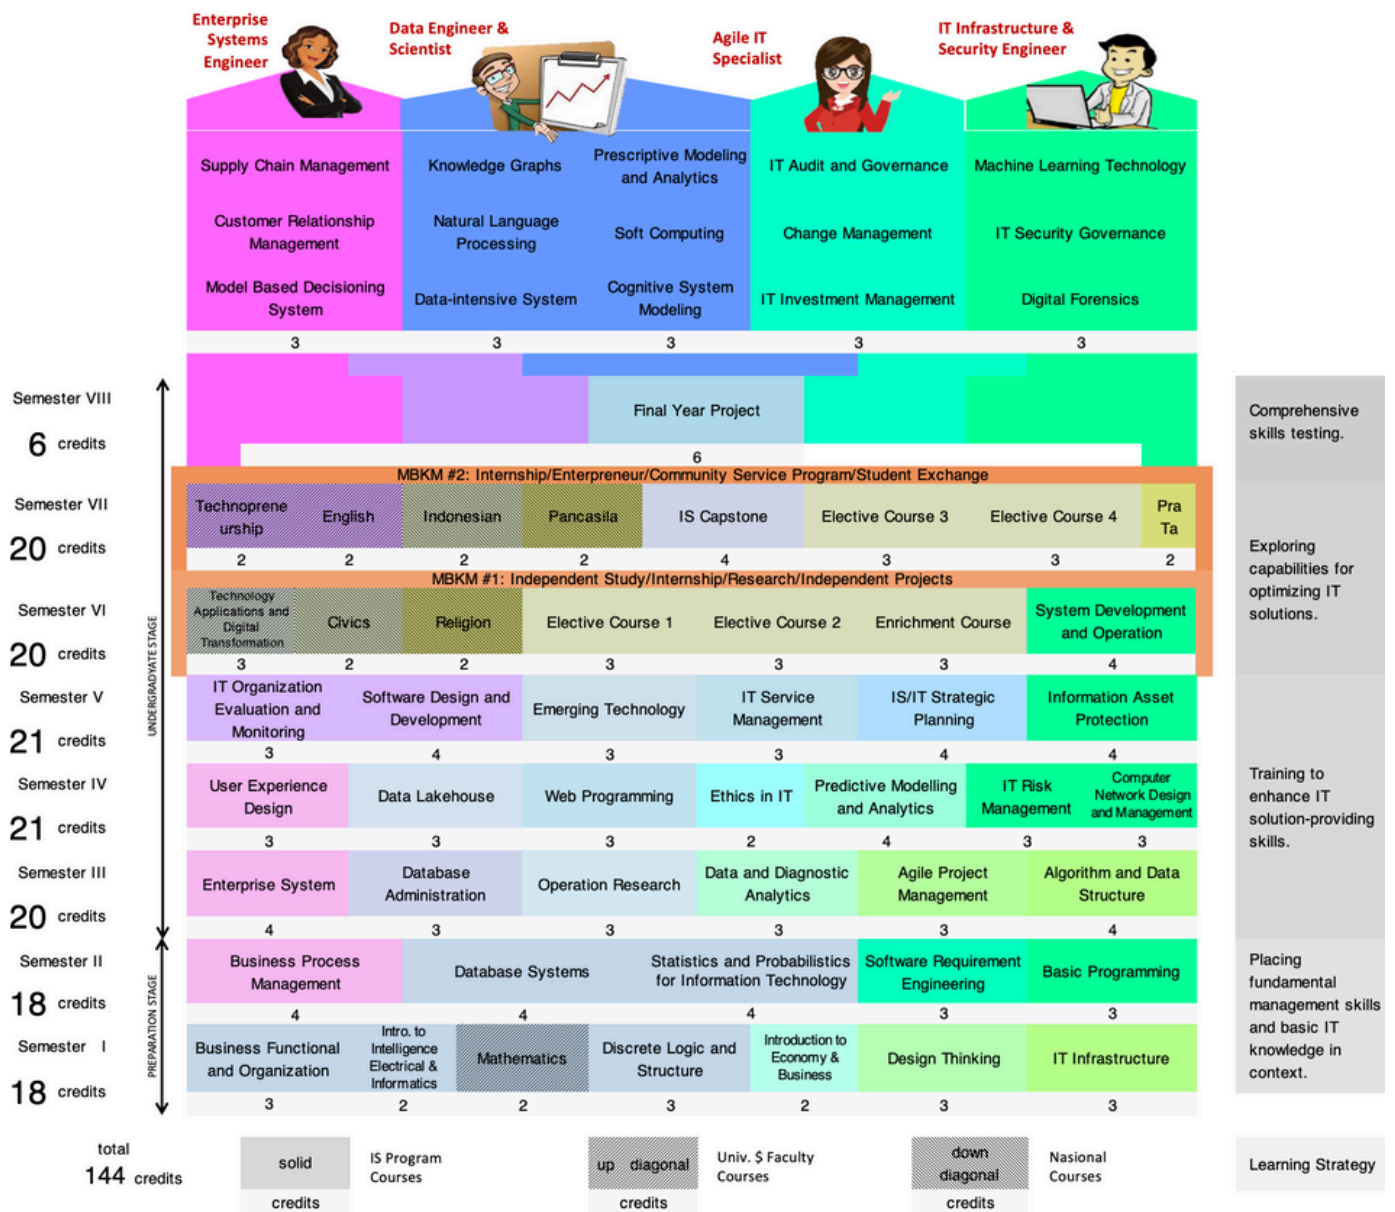 Enterprise
Systems
Engineer
Data Engineer &
Scientist
Agile IT
Specialist
IT Infrastructure &
Security Engineer
Supply Chain Management
Knowledge Graphs
Prescriptive Modeling
and Analytics
IT Audit and Governance
Machine Learning Technology
Customer Relationship
Management
Natural Language
Processing
Soft Computing
Change Management
IT Security Governance
Model Based Decisioning
System
Data-intensive System
Cognitive System
Modeling
IT Investment Management
Digital Forensics
3 3 3 3 3
Semester VIII
6 credits
Final Year Project
6
Comprehensive
skills testing.
MBKM #2: Internship/Enterpreneur/Community Service Program/Student Exchange
Semester VII
20 credits
Technoprene
urship
English
Indonesian
Pancasila
IS Capstone
Elective Course 3
Elective Course 4
Pra
Ta
2 2 2 2 4 3 3 2
Exploring
capabilities for
optimizing IT
solutions.
MBKM #1: Independent Study/Internship/Research/Independent Projects
Semester VI
20 credits
Technology
Applications and
Digital
Transformation
Civics
Religion
Elective Course 1
Elective Course 2
Enrichment Course
System Development
and Operation
3 2 2 3 3 3 4
UNDERGRADYATE STAGE
Semester V
21 credits
IT Organization
Evaluation and
Monitoring
Software Design and
Development
Emerging Technology
IT Service
Management
IS/IT Strategic
Planning
Information Asset
Protection
3 4 3 3 4 4
Semester IV
21 credits
User Experience
Design
Data Lakehouse
Web Programming
Ethics in IT
Predictive Modelling
and Analytics
IT Risk
Management
Computer
Network Design
and Management
3 3 3 2 4 3 3
Training to
enhance IT
solution-providing
skills.
Semester III
20 credits
Enterprise System
Database
Administration
Operation Research
Data and Diagnostic
Analytics
Agile Project
Management
Algorithm and Data
Structure
4 3 3 3 3 4
PREPARATION STAGE
Semester II
18 credits
Business Process
Management
Database Systems
Statistics and Probabilistics
for Information Technology
Software Requirement
Engineering
Basic Programming
4 4 4 3 3
Placing
fundamental
management skills
and basic IT
knowledge in
context.
Semester I
18 credits
Business Functional
and Organization
Intro. to
Intelligence
Electrical &
Informatics
Mathematics
Discrete Logic and
Structure
Introduction to
Economy &
Business
Design Thinking
IT Infrastructure
3 2 2 3 2 3 3
total
144 credits
solid
credits
IS Program
Courses
up diagonal
credits
Univ. $ Faculty
Courses
down
diagonal
credits
Nasional
Courses
Learning Strategy